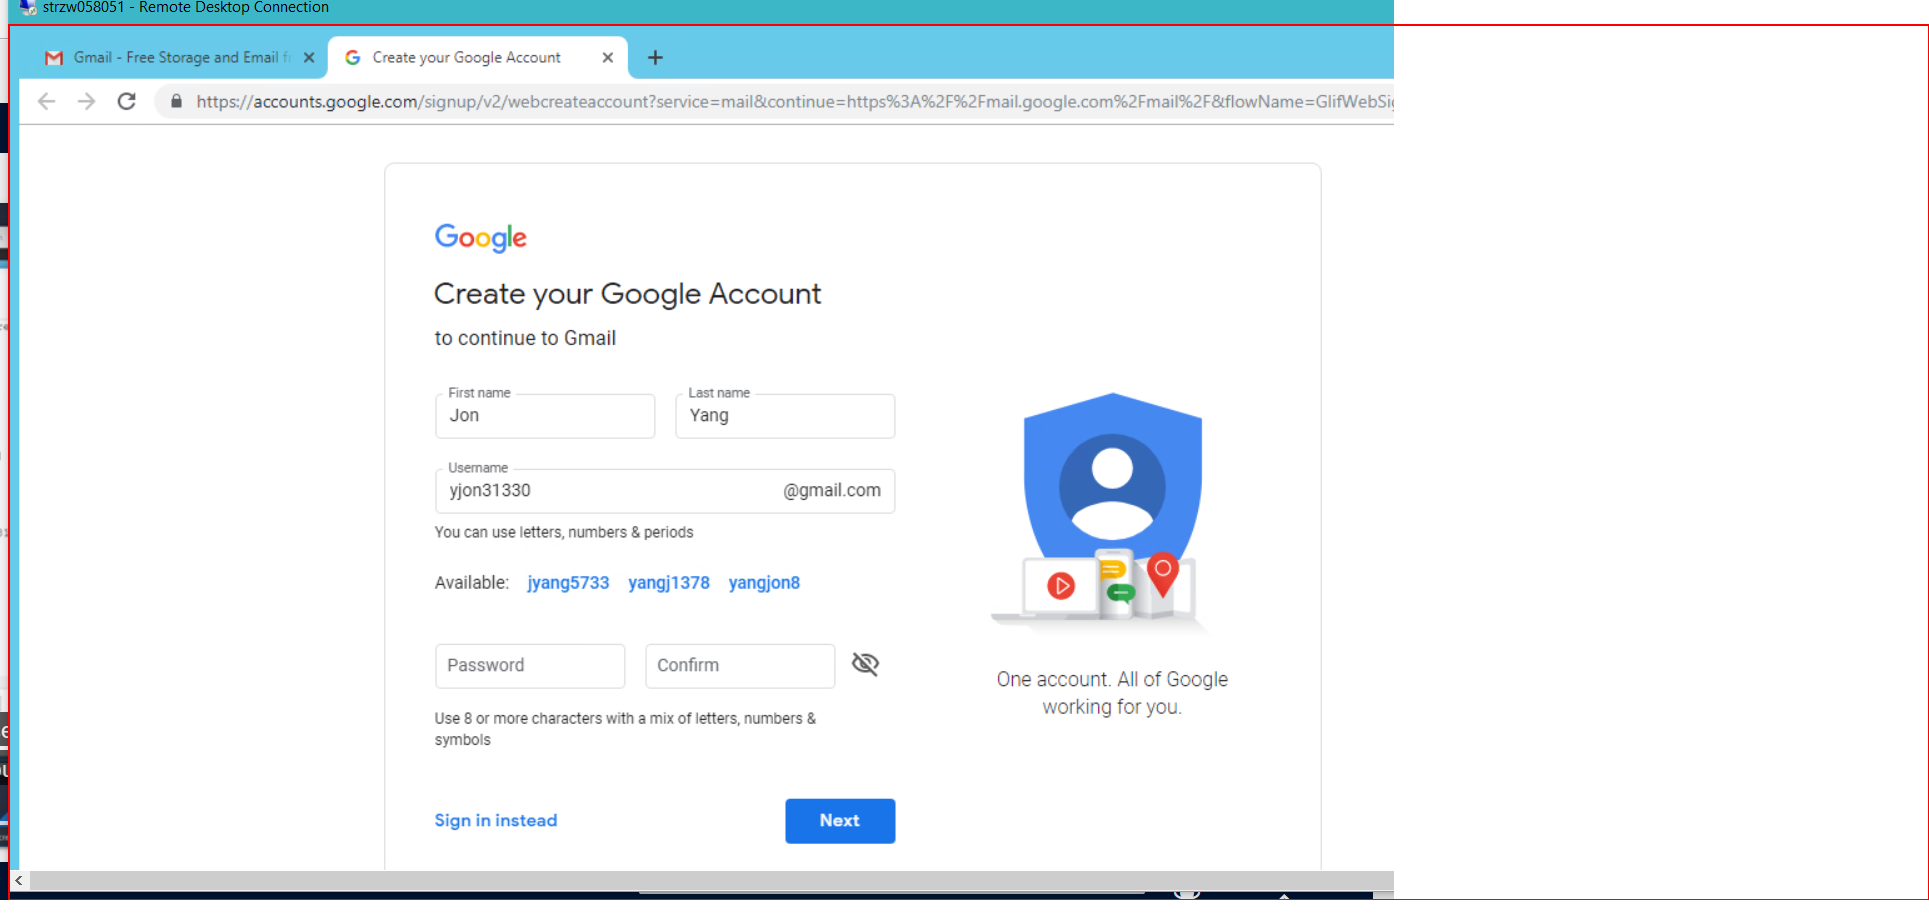 strzw058051 - Remote Desktop Connection
Gmail - Free Storage and Email f
Create your Google Account
https://accounts.google.com/signup/v2/webcreateaccount?service=mail&continue=https%3A%2F%2Fmail.google.com%2Fmail%2F&flowName=GlifWebSig
Google
Create your Google Account
to continue to Gmail
First name
Last name
Jon
Yang
Username
yjon31330
@gmail.com
You can use letters, numbers & periods
Available: jyang5733 yangj1378 yangjon8
Password
Confirm
Use 8 or more characters with a mix of letters, numbers &
symbols
One account. All of Google
working for you.
Sign in instead
Next